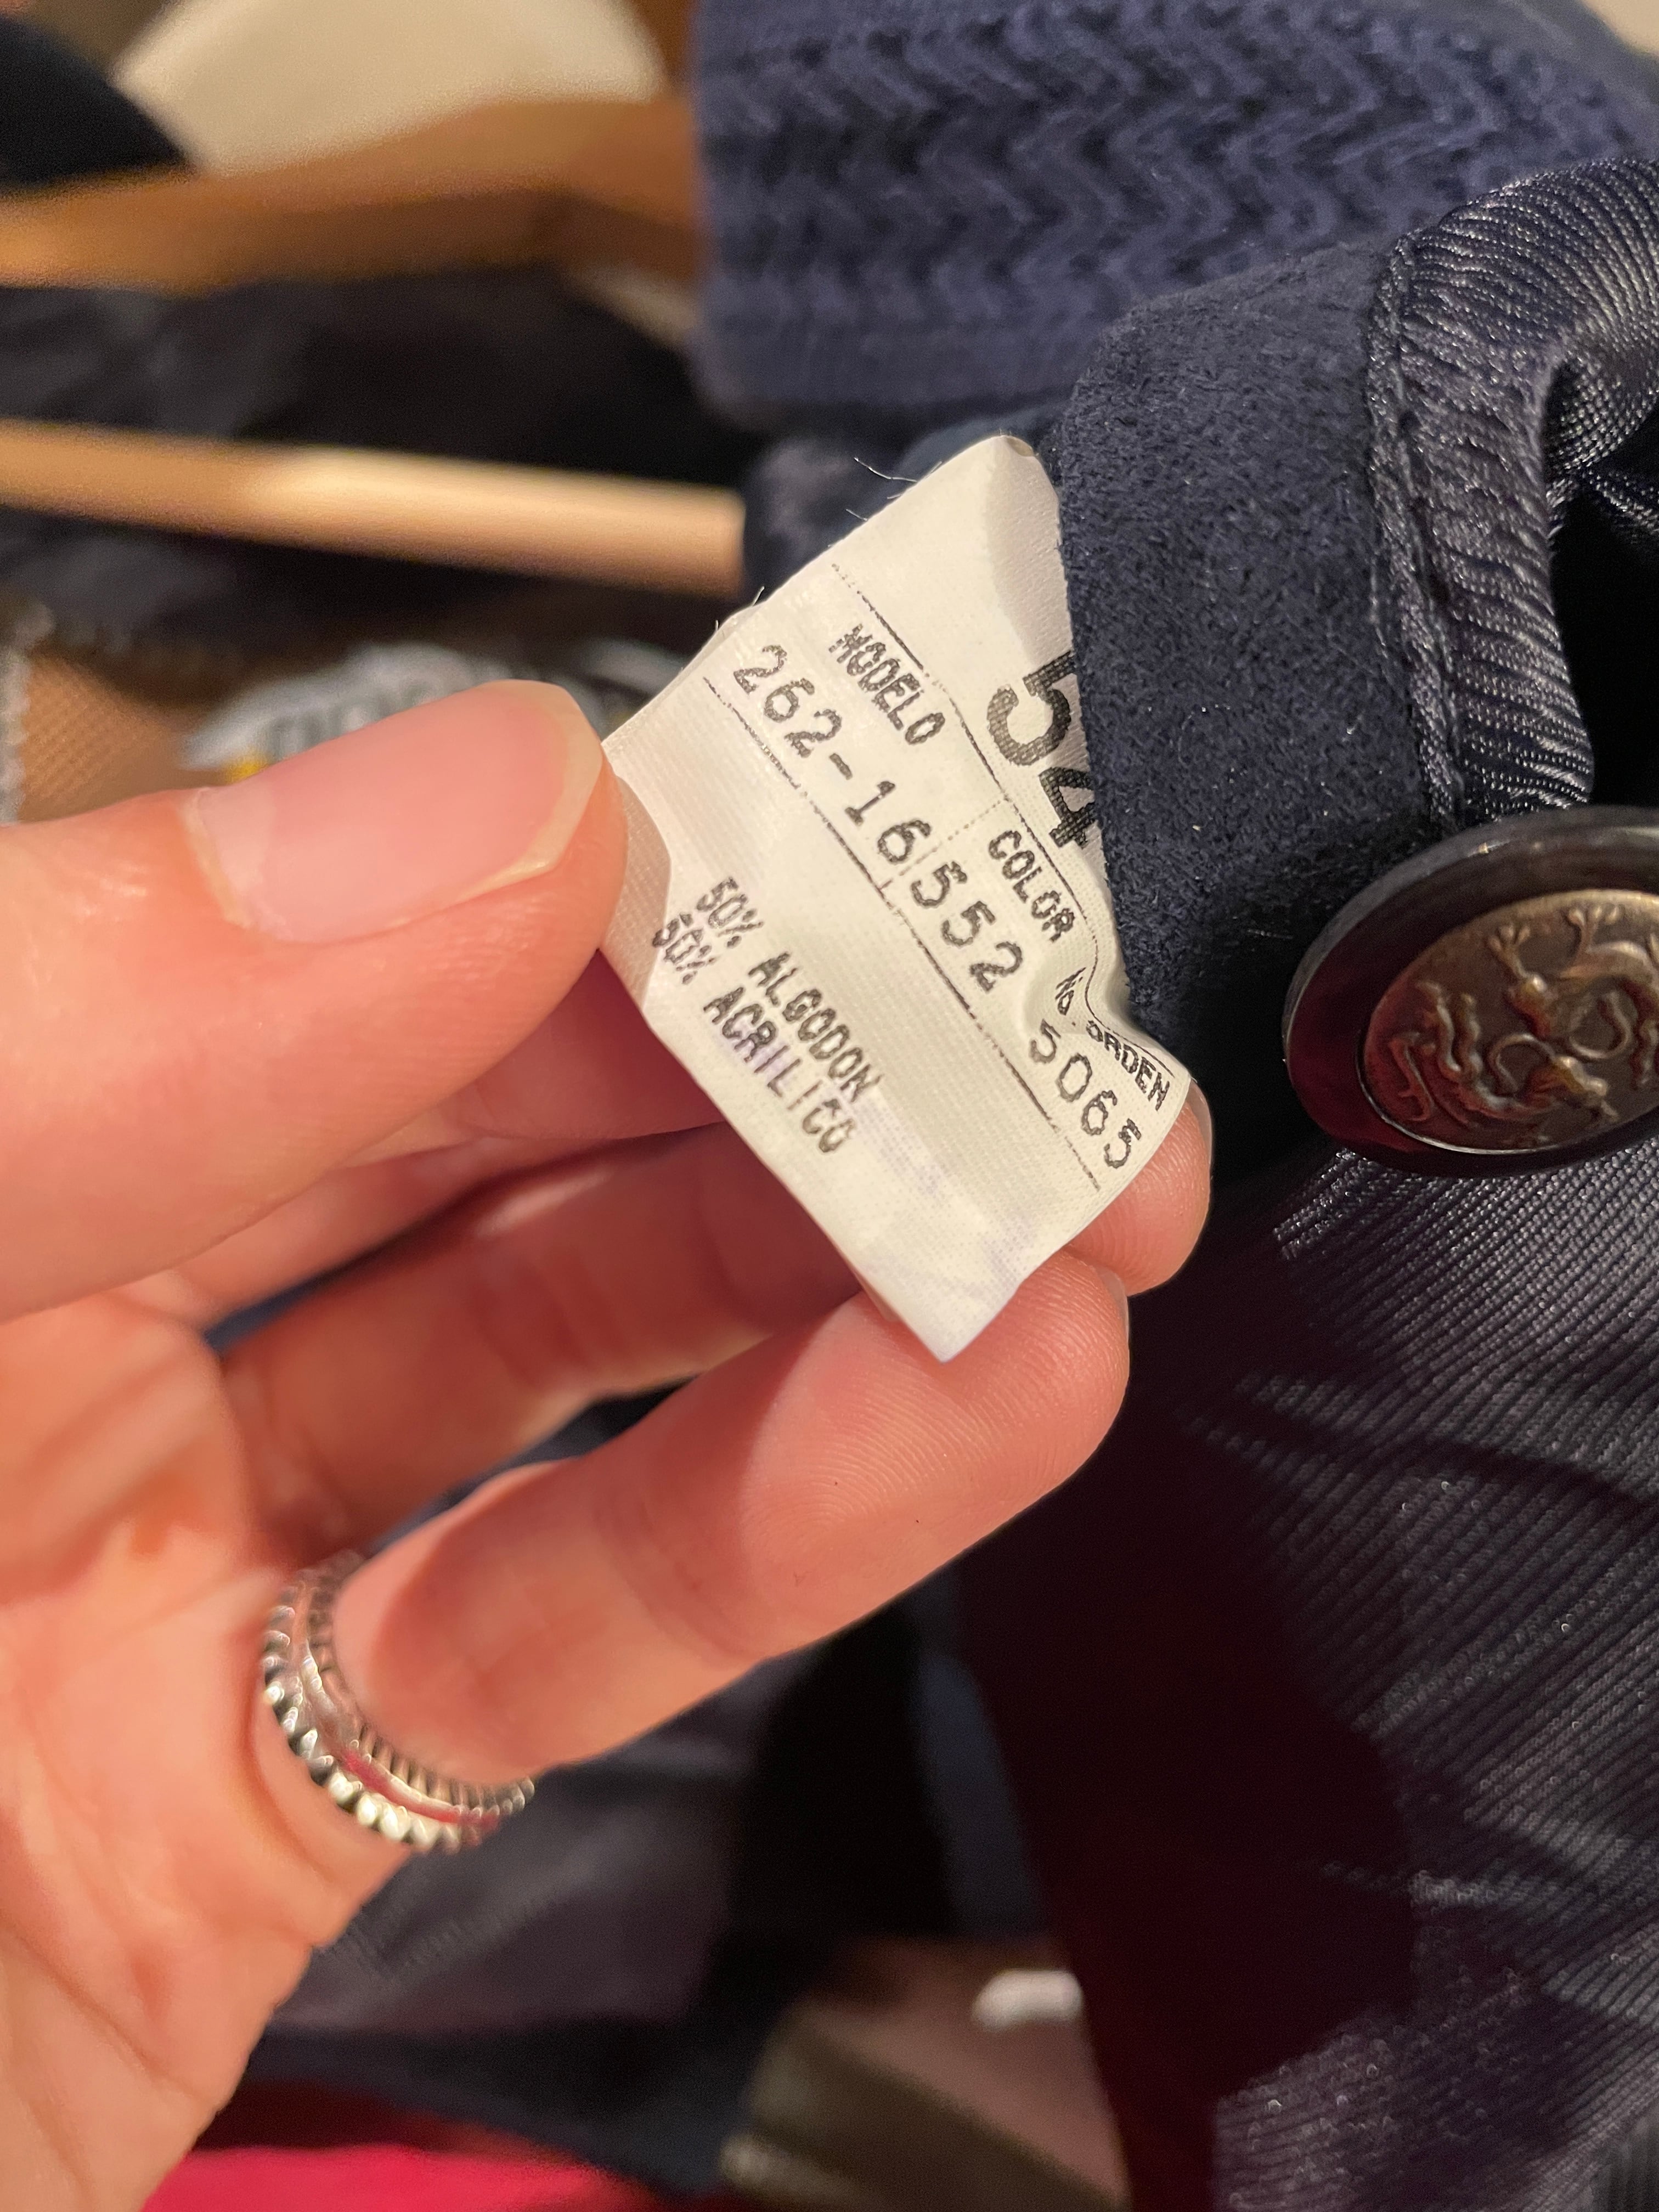 54
MODELO COLOR No. ORDEN
262-16 552 5065
50% ALGODON
50% ACRILICO